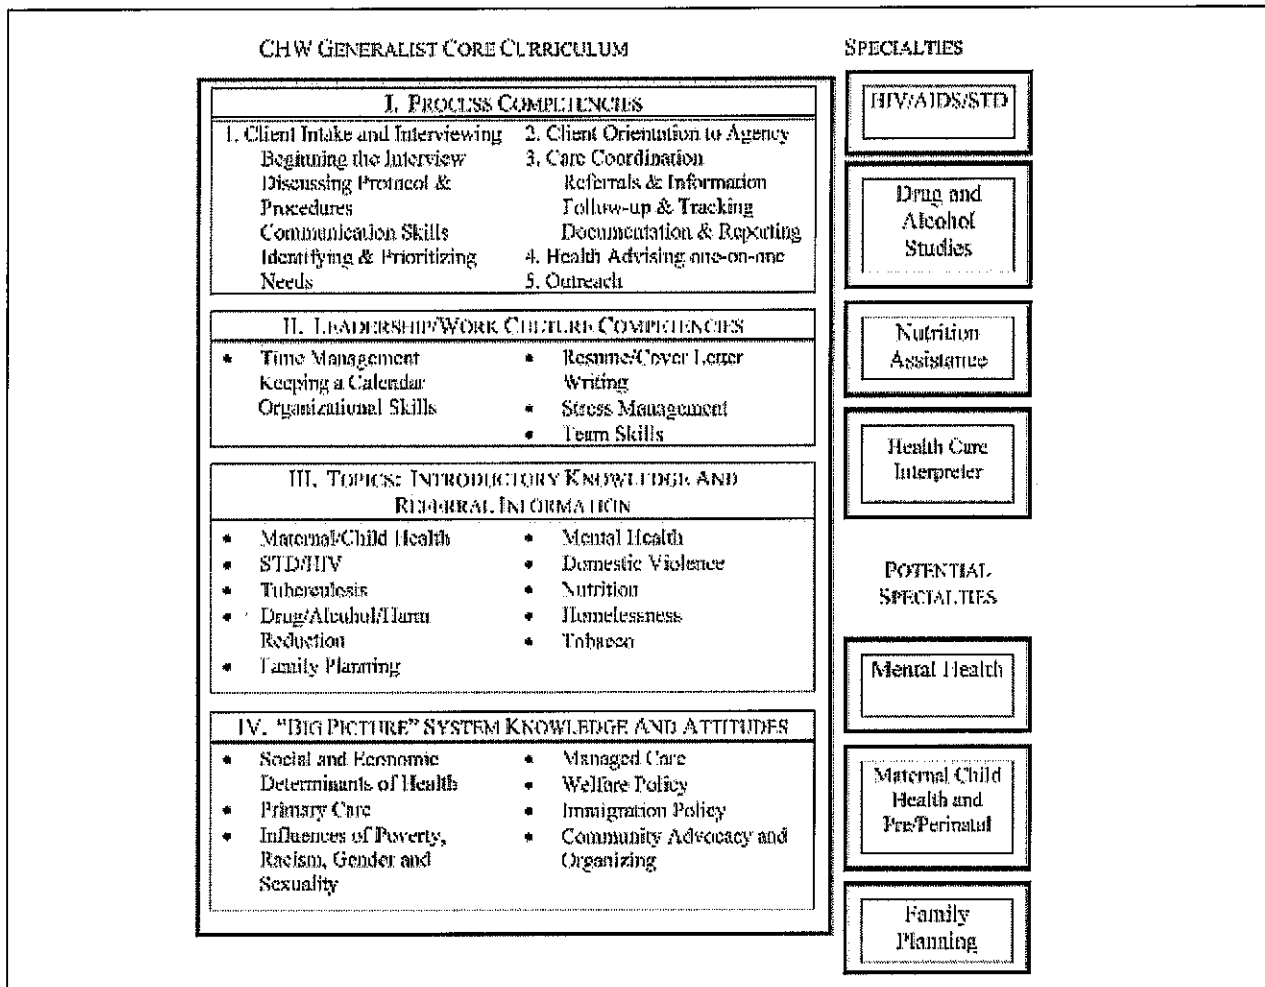 CHW GENERALIST CORE CURRICULUM
I. PROCESS COMPETENCIES
1. Client Intake and Interviewing
Beginning the Interview
Discussing Protocol &
Procedures
Communication Skills
Identifying & Prioritizing
Needs
2. Client Orientation to Agency
3. Care Coordination
Referrals & Information
Follow-up & Tracking
Documentation & Reporting
4. Health Advising one-on-one
5. Outreach
II. LEADERSHIP/WORK CULTURE COMPETENCIES
• Time Management
Keeping a Calendar
Organizational Skills
• Resume/Cover Letter
Writing
• Stress Management
• Team Skills
III. TOPICS: INTRODUCTORY KNOWLEDGE AND
REFERRAL INFORMATION
• Maternal/Child Health
• STD/HIV
• Tuberculosis
• Drug/Alcohol/Harm
Reduction
• Family Planning
• Mental Health
• Domestic Violence
• Nutrition
• Homelessness
• Tobacco
IV. "BIG PICTURE" SYSTEM KNOWLEDGE AND ATTITUDES
• Social and Economic
Determinants of Health
• Primary Care
• Influences of Poverty,
Racism, Gender and
Sexuality
• Managed Care
• Welfare Policy
• Immigration Policy
• Community Advocacy and
Organizing
SPECIALTIES
HIV/AIDS/STD
Drug and
Alcohol
Studies
Nutrition
Assistance
Health Care
Interpreter
POTENTIAL
SPECIALTIES
Mental Health
Maternal Child
Health and
Pre/Perinatal
Family
Planning